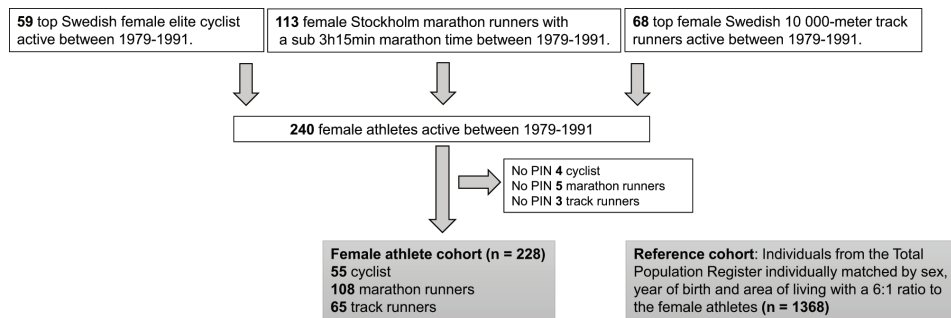 59 top Swedish female elite cyclist
active between 1979-1991.
113 female Stockholm marathon runners with
a sub 3h15min marathon time between 1979-1991.
68 top female Swedish 10 000-meter track
runners active between 1979-1991.
240 female athletes active between 1979-1991
No PIN 4 cyclist
No PIN 5 marathon runners
No PIN 3 track runners
Female athlete cohort (n = 228)
55 cyclist
108 marathon runners
65 track runners
Reference cohort: Individuals from the Total
Population Register individually matched by sex,
year of birth and area of living with a 6:1 ratio to
the female athletes (n = 1368)